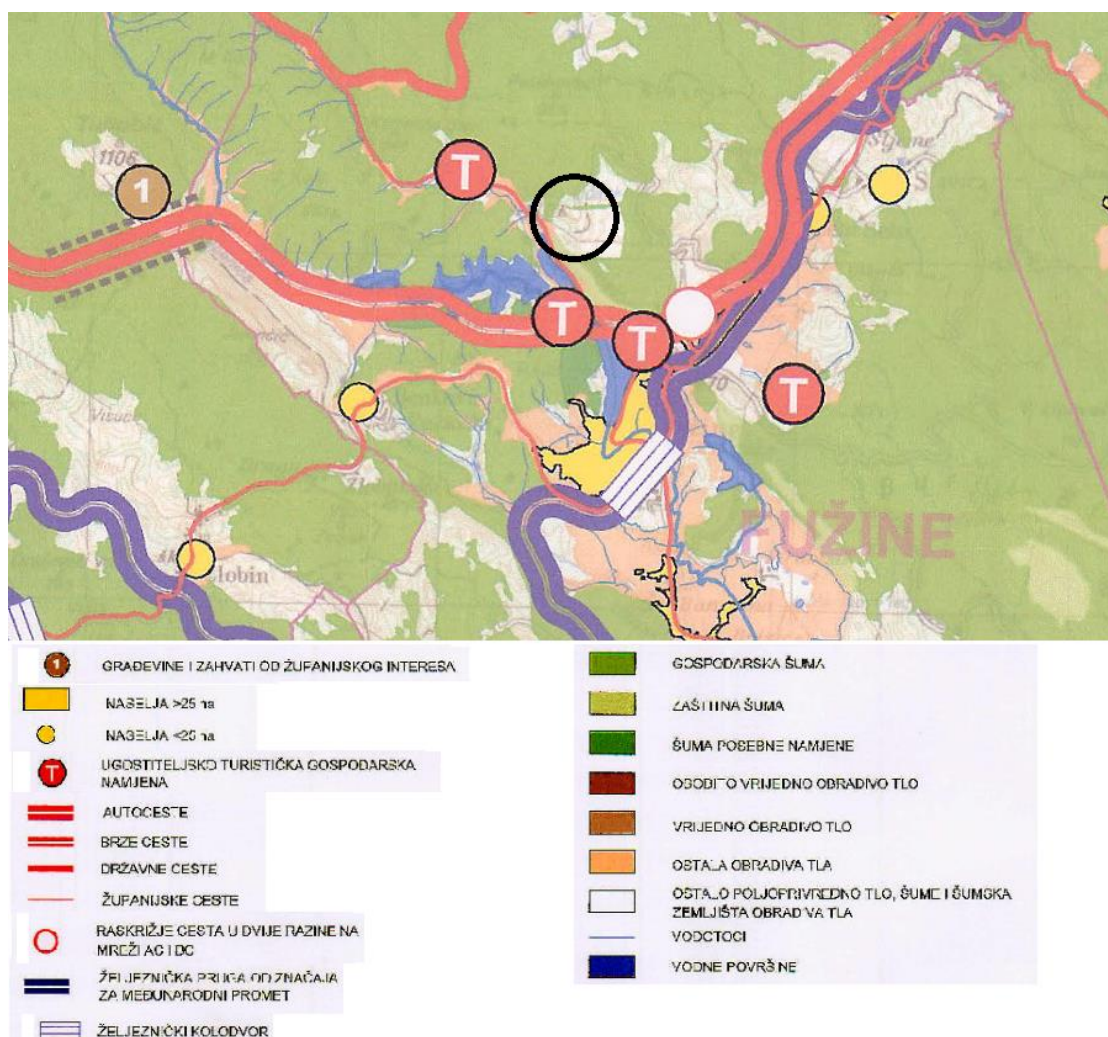 1106
1
T
T
T
T
FUŽINE
1 GRAĐEVINE I ZAHVATI OD ŽUPANIJSKOG INTERESA
NASELJA >25 ha
NASELJA <25 ha
T UGOSTITELJSKO TURISTIČKA GOSPODARSKA
NAMJENA
AUTOCESTE
BRZE CESTE
DRŽAVNE CESTE
ŽUPANIJSKE CESTE
RASKRIŽJE CESTA U DVIJE RAZINE NA
MREŽI AC I DC
ŽELJEZNIČKA PRUGA OD ZNAČAJA
ZA MEĐUNARODNI PROMET
ŽELJEZNIČKI KOLODVOR
GOSPODARSKA ŠUMA
ZAŠTITNA ŠUMA
ŠUMA POSEBNE NAMJENE
OSOBITO VRIJEDNO OBRADIVO TLO
VRIJEDNO OBRADIVO TLO
OSTALA OBRADIVA TLA
OSTALO POLJOPRIVREDNO TLO, ŠUME I ŠUMSKA
ZEMLJIŠTA OBRADIVA TLA
VODOTOCI
VODNE POVRŠINE